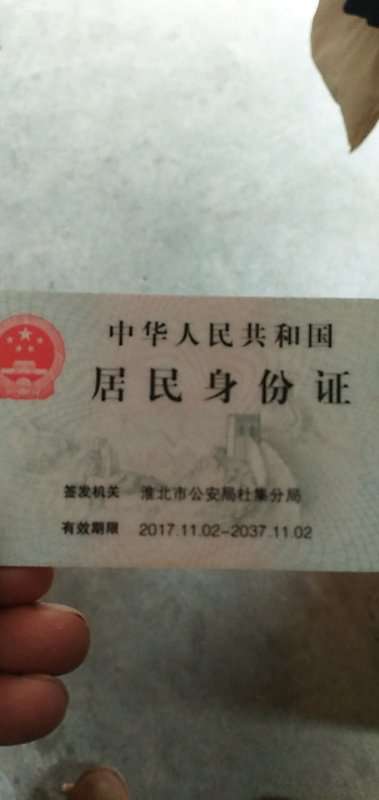 中华人民共和国
居民身份证
签发机关 淮北市公安局杜集分局
有效期限 2017.11.02-2037.11.02